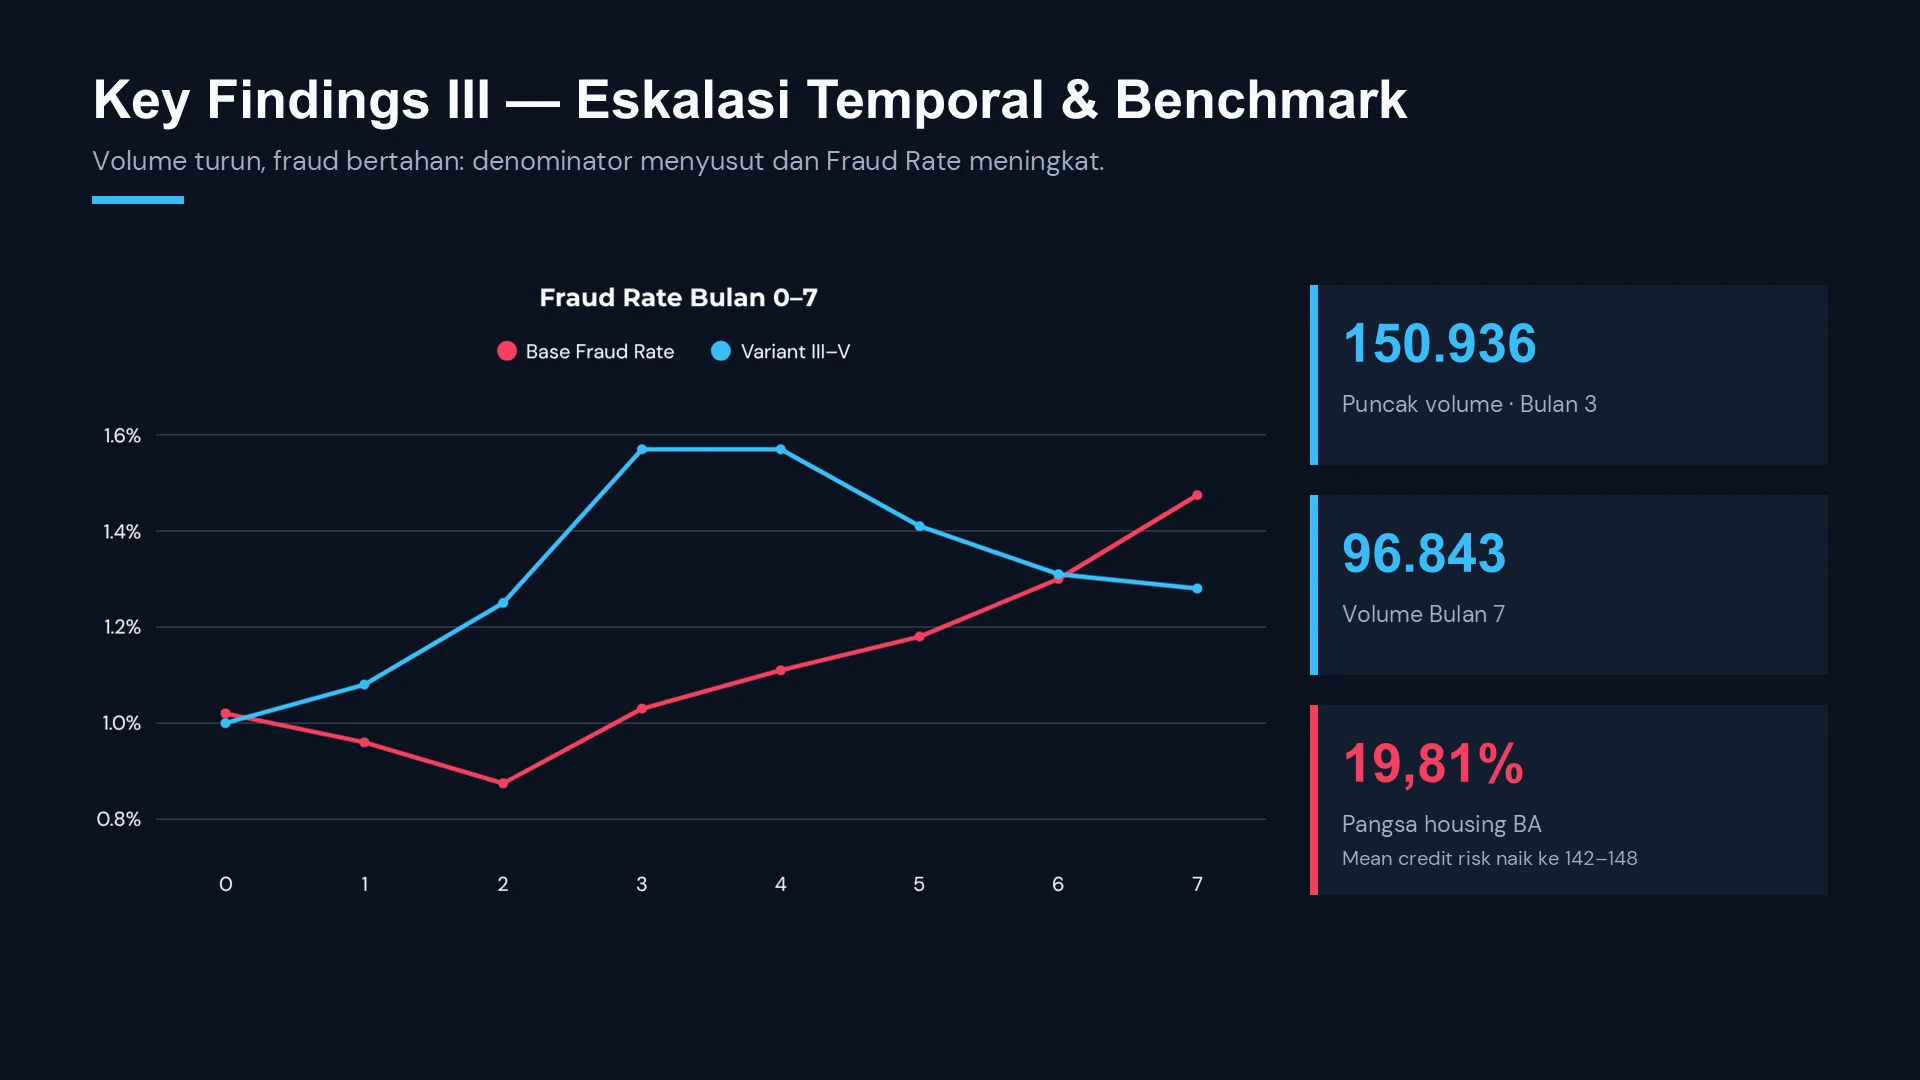 Key Findings III — Eskalasi Temporal & Benchmark
Volume turun, fraud bertahan: denominator menyusut dan Fraud Rate meningkat.
Fraud Rate Bulan 0–7
Base Fraud Rate
Variant III–V
1.6%
1.4%
1.2%
1.0%
0.8%
0
1
2
3
4
5
6
7
150.936
Puncak volume · Bulan 3
96.843
Volume Bulan 7
19,81%
Pangsa housing BA
Mean credit risk naik ke 142–148